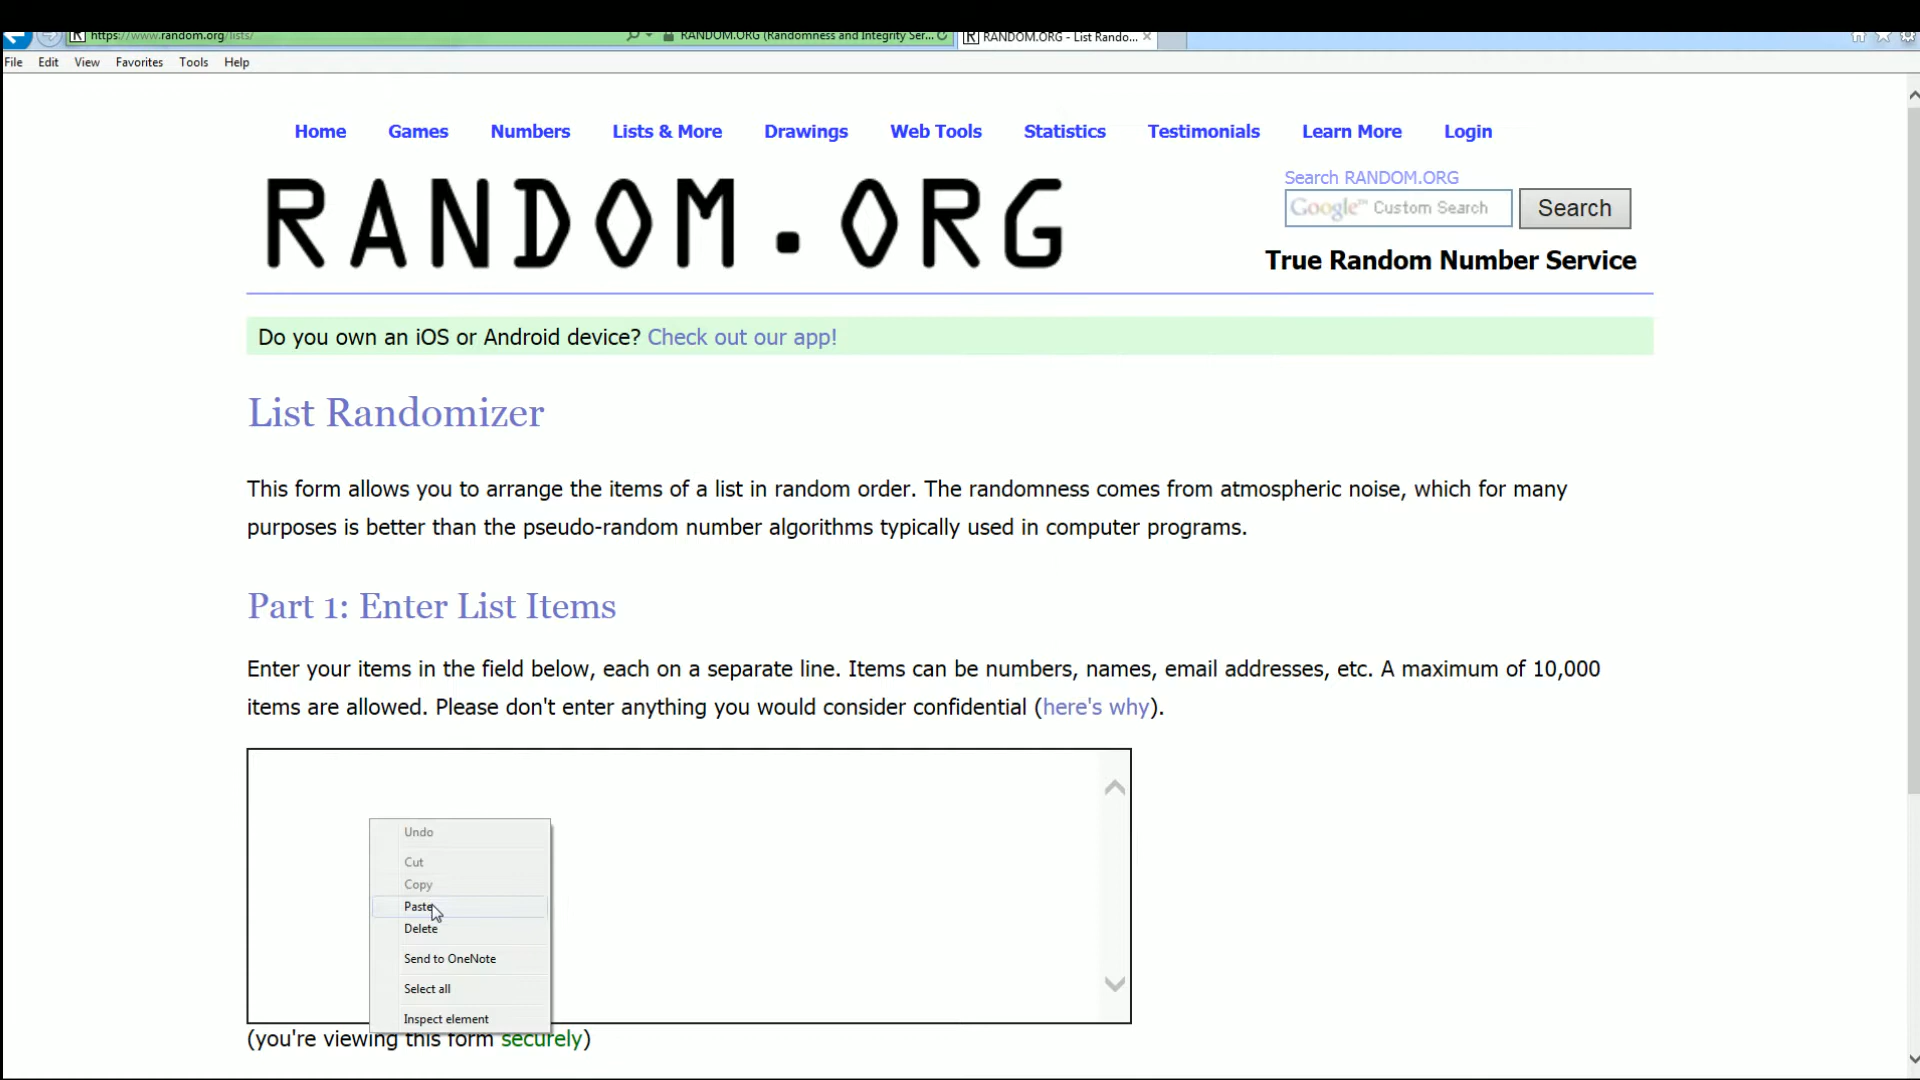 https://www.random.org/lists/
RANDOM.ORG (Randomness and Integrity Ser...
RANDOM.ORG - List Rando...
File Edit View Favorites Tools Help
Home Games Numbers Lists & More Drawings Web Tools Statistics Testimonials Learn More Login
RANDOM.ORG
Search RANDOM.ORG
Google™ Custom Search
Search
True Random Number Service
Do you own an iOS or Android device? Check out our app!
List Randomizer
This form allows you to arrange the items of a list in random order. The randomness comes from atmospheric noise, which for many
purposes is better than the pseudo-random number algorithms typically used in computer programs.
Part 1: Enter List Items
Enter your items in the field below, each on a separate line. Items can be numbers, names, email addresses, etc. A maximum of 10,000
items are allowed. Please don't enter anything you would consider confidential (here's why).
Undo
Cut
Copy
Paste
Delete
Send to OneNote
Select all
Inspect element
(you're viewing this form securely)